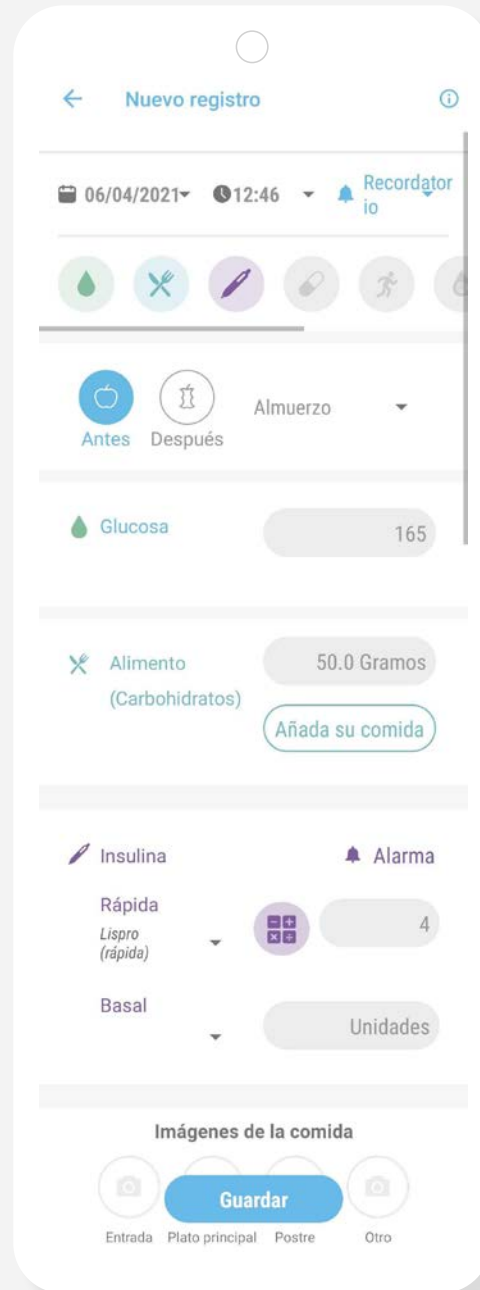 Nuevo registro
06/04/2021 12:46 Recordator
io
Antes Después Almuerzo
Glucosa 165
Alimento 50.0 Gramos
(Carbohidratos)
Añada su comida
Insulina Alarma
Rápida
Lispro 4
(rápida)
Basal
Unidades
Imágenes de la comida
Guardar
Entrada Plato principal Postre Otro